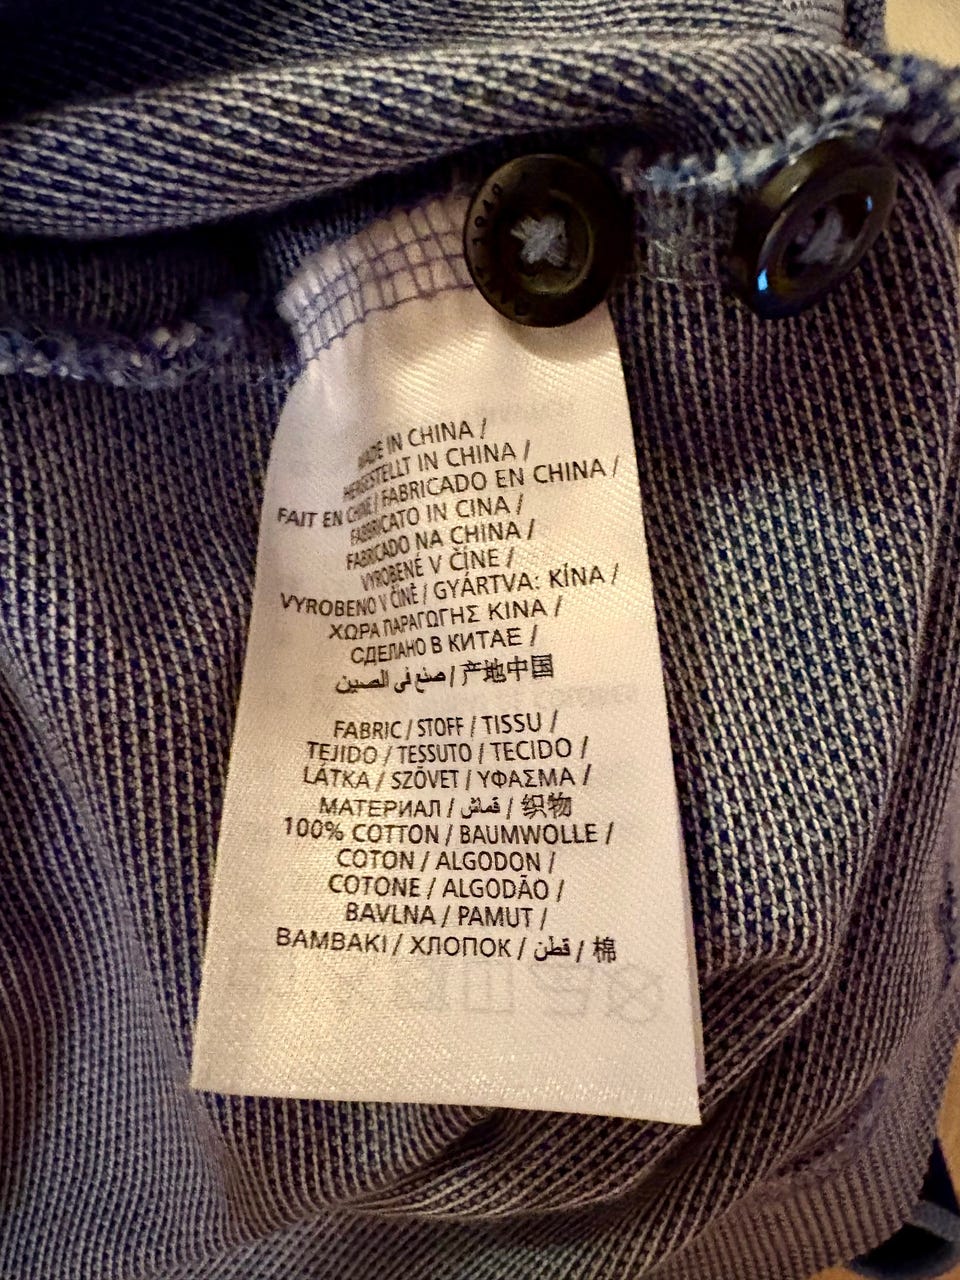 MADE IN CHINA /
HERGESTELLT IN CHINA /
FAIT EN CHINE / FABRICADO EN CHINA /
FABBRICATO IN CINA /
FABRICADO NA CHINA /
VYROBENÉ V ČÍNE /
VYROBENO V ČÍNĚ / GYÁRTVA: KÍNA /
ΧΩΡΑ ΠΑΡΑΓΩΓΗΣ ΚΙΝΑ /
СДЕЛАНО В КИТАЕ /
صنع في الصين / 产地中国
FABRIC / STOFF / TISSU /
TEJIDO / TESSUTO / TECIDO /
LÁTKA / SZÖVET / ΥΦΑΣΜΑ /
МАТЕРИАЛ / قماش / 织物
100% COTTON / BAUMWOLLE /
COTON / ALGODON /
COTONE / ALGODÃO /
BAVLNA / PAMUT /
ΒΑΜΒΑΚΙ / ХЛОПОК / قطن / 棉